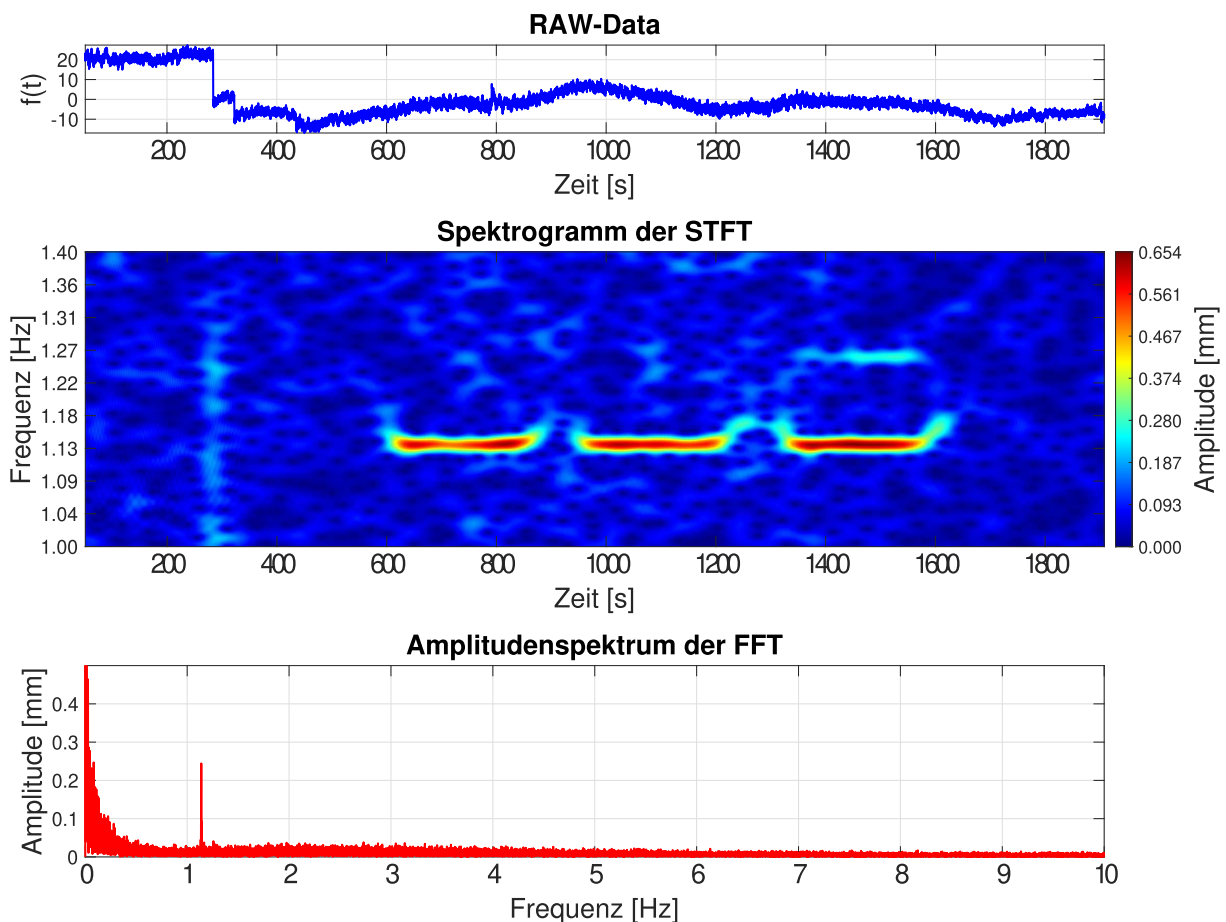 RAW-Data
f(t)
20
10
0
-10
200 400 600 800 1000 1200 1400 1600 1800
Zeit [s]
Spektrogramm der STFT
Frequenz [Hz]
1.40
1.36
1.31
1.27
1.22
1.18
1.13
1.09
1.04
1.00
200 400 600 800 1000 1200 1400 1600 1800
Zeit [s]
0.654
0.561
0.467
0.374
0.280
0.187
0.093
0.000
Amplitude [mm]
Amplitudenspektrum der FFT
Amplitude [mm]
0.4
0.3
0.2
0.1
0
0 1 2 3 4 5 6 7 8 9 10
Frequenz [Hz]